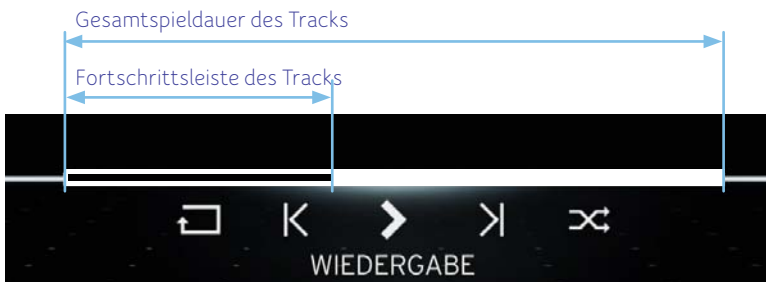 Gesamtspieldauer des Tracks
Fortschrittsleiste des Tracks
WIEDERGABE